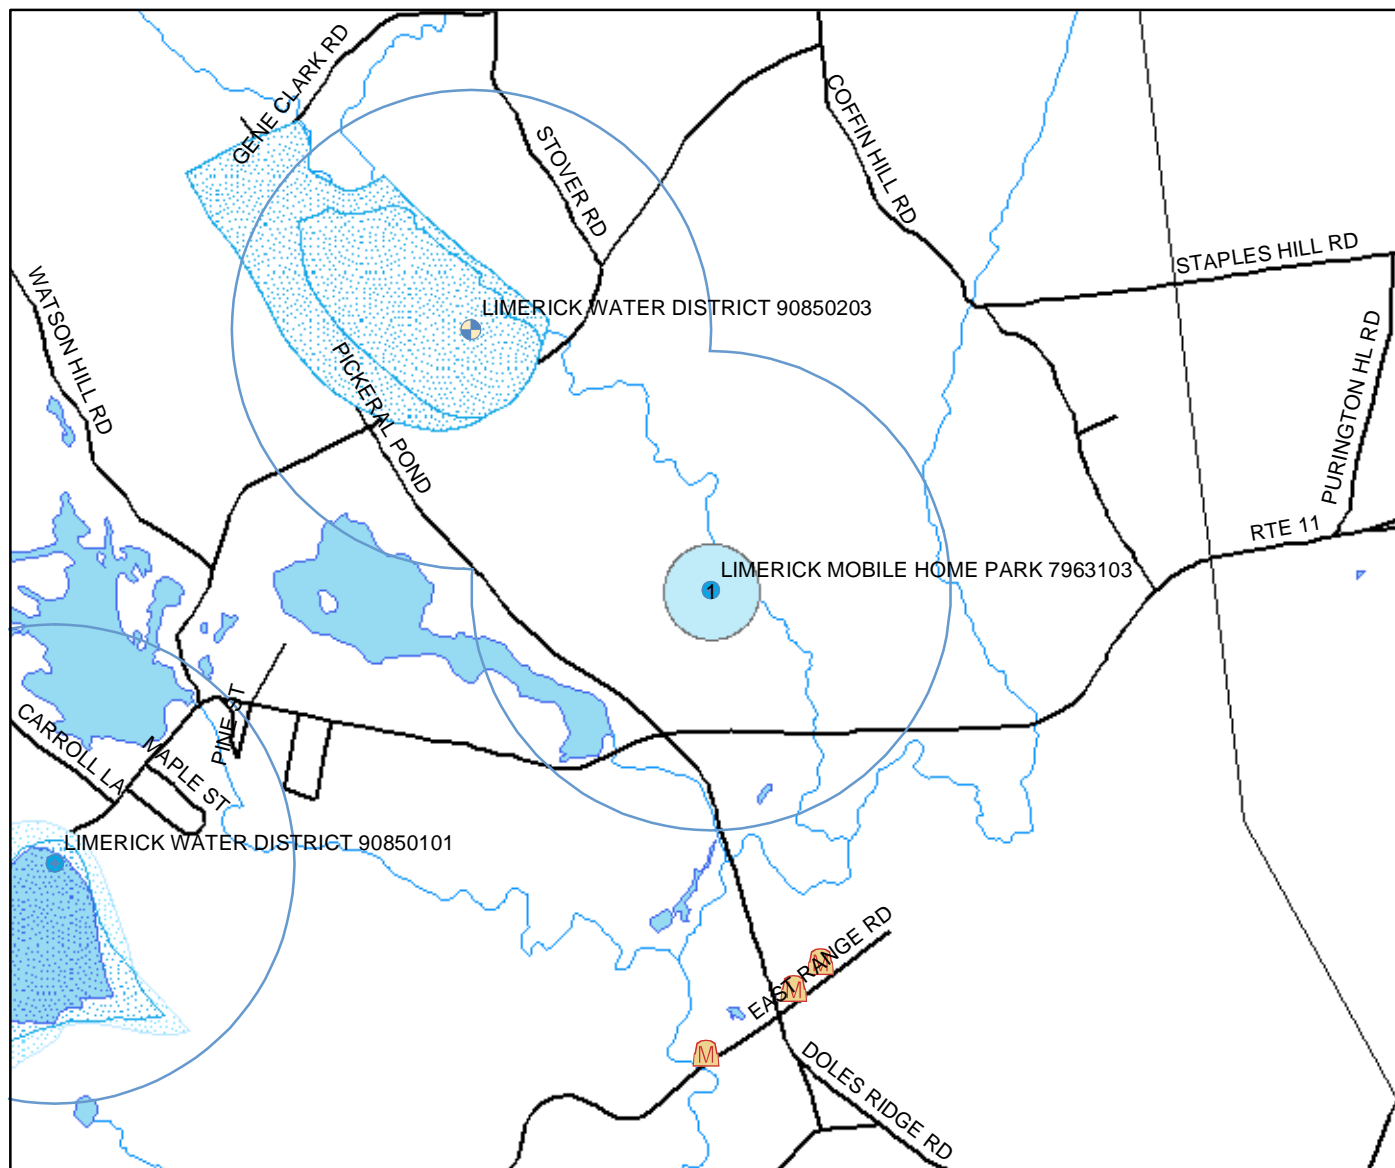 GENE CLARK RD
STOVER RD
COFFIN HILL RD
STAPLES HILL RD
WATSON HILL RD
LIMERICK WATER DISTRICT 90850203
PURINGTON HL RD
PICKERAL POND
RTE 11
LIMERICK MOBILE HOME PARK 7963103
1
PINE ST
CARROLL LA
MAPLE ST
LIMERICK WATER DISTRICT 90850101
EAST RANGE RD
M
M
M
DOLES RIDGE RD